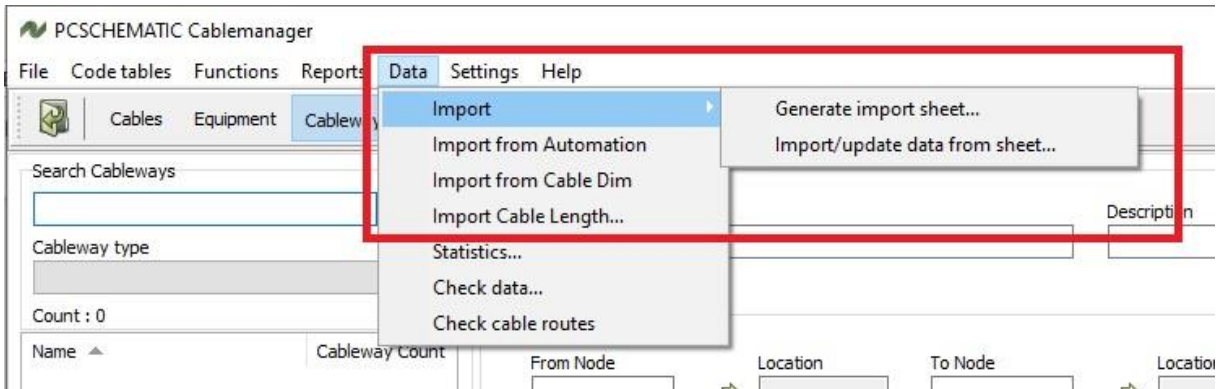 PCSCHEMATIC Cablemanager
File Code tables Functions Reports Data Settings Help
Cables Equipment
Import
Generate import sheet...
Import from Automation
Import/update data from sheet...
Search Cableways
Import from Cable Dim
Import Cable Length...
Description
Cableway type
Statistics...
Check data...
Count : 0
Check cable routes
Name
Cableway Count
From Node Location To Node